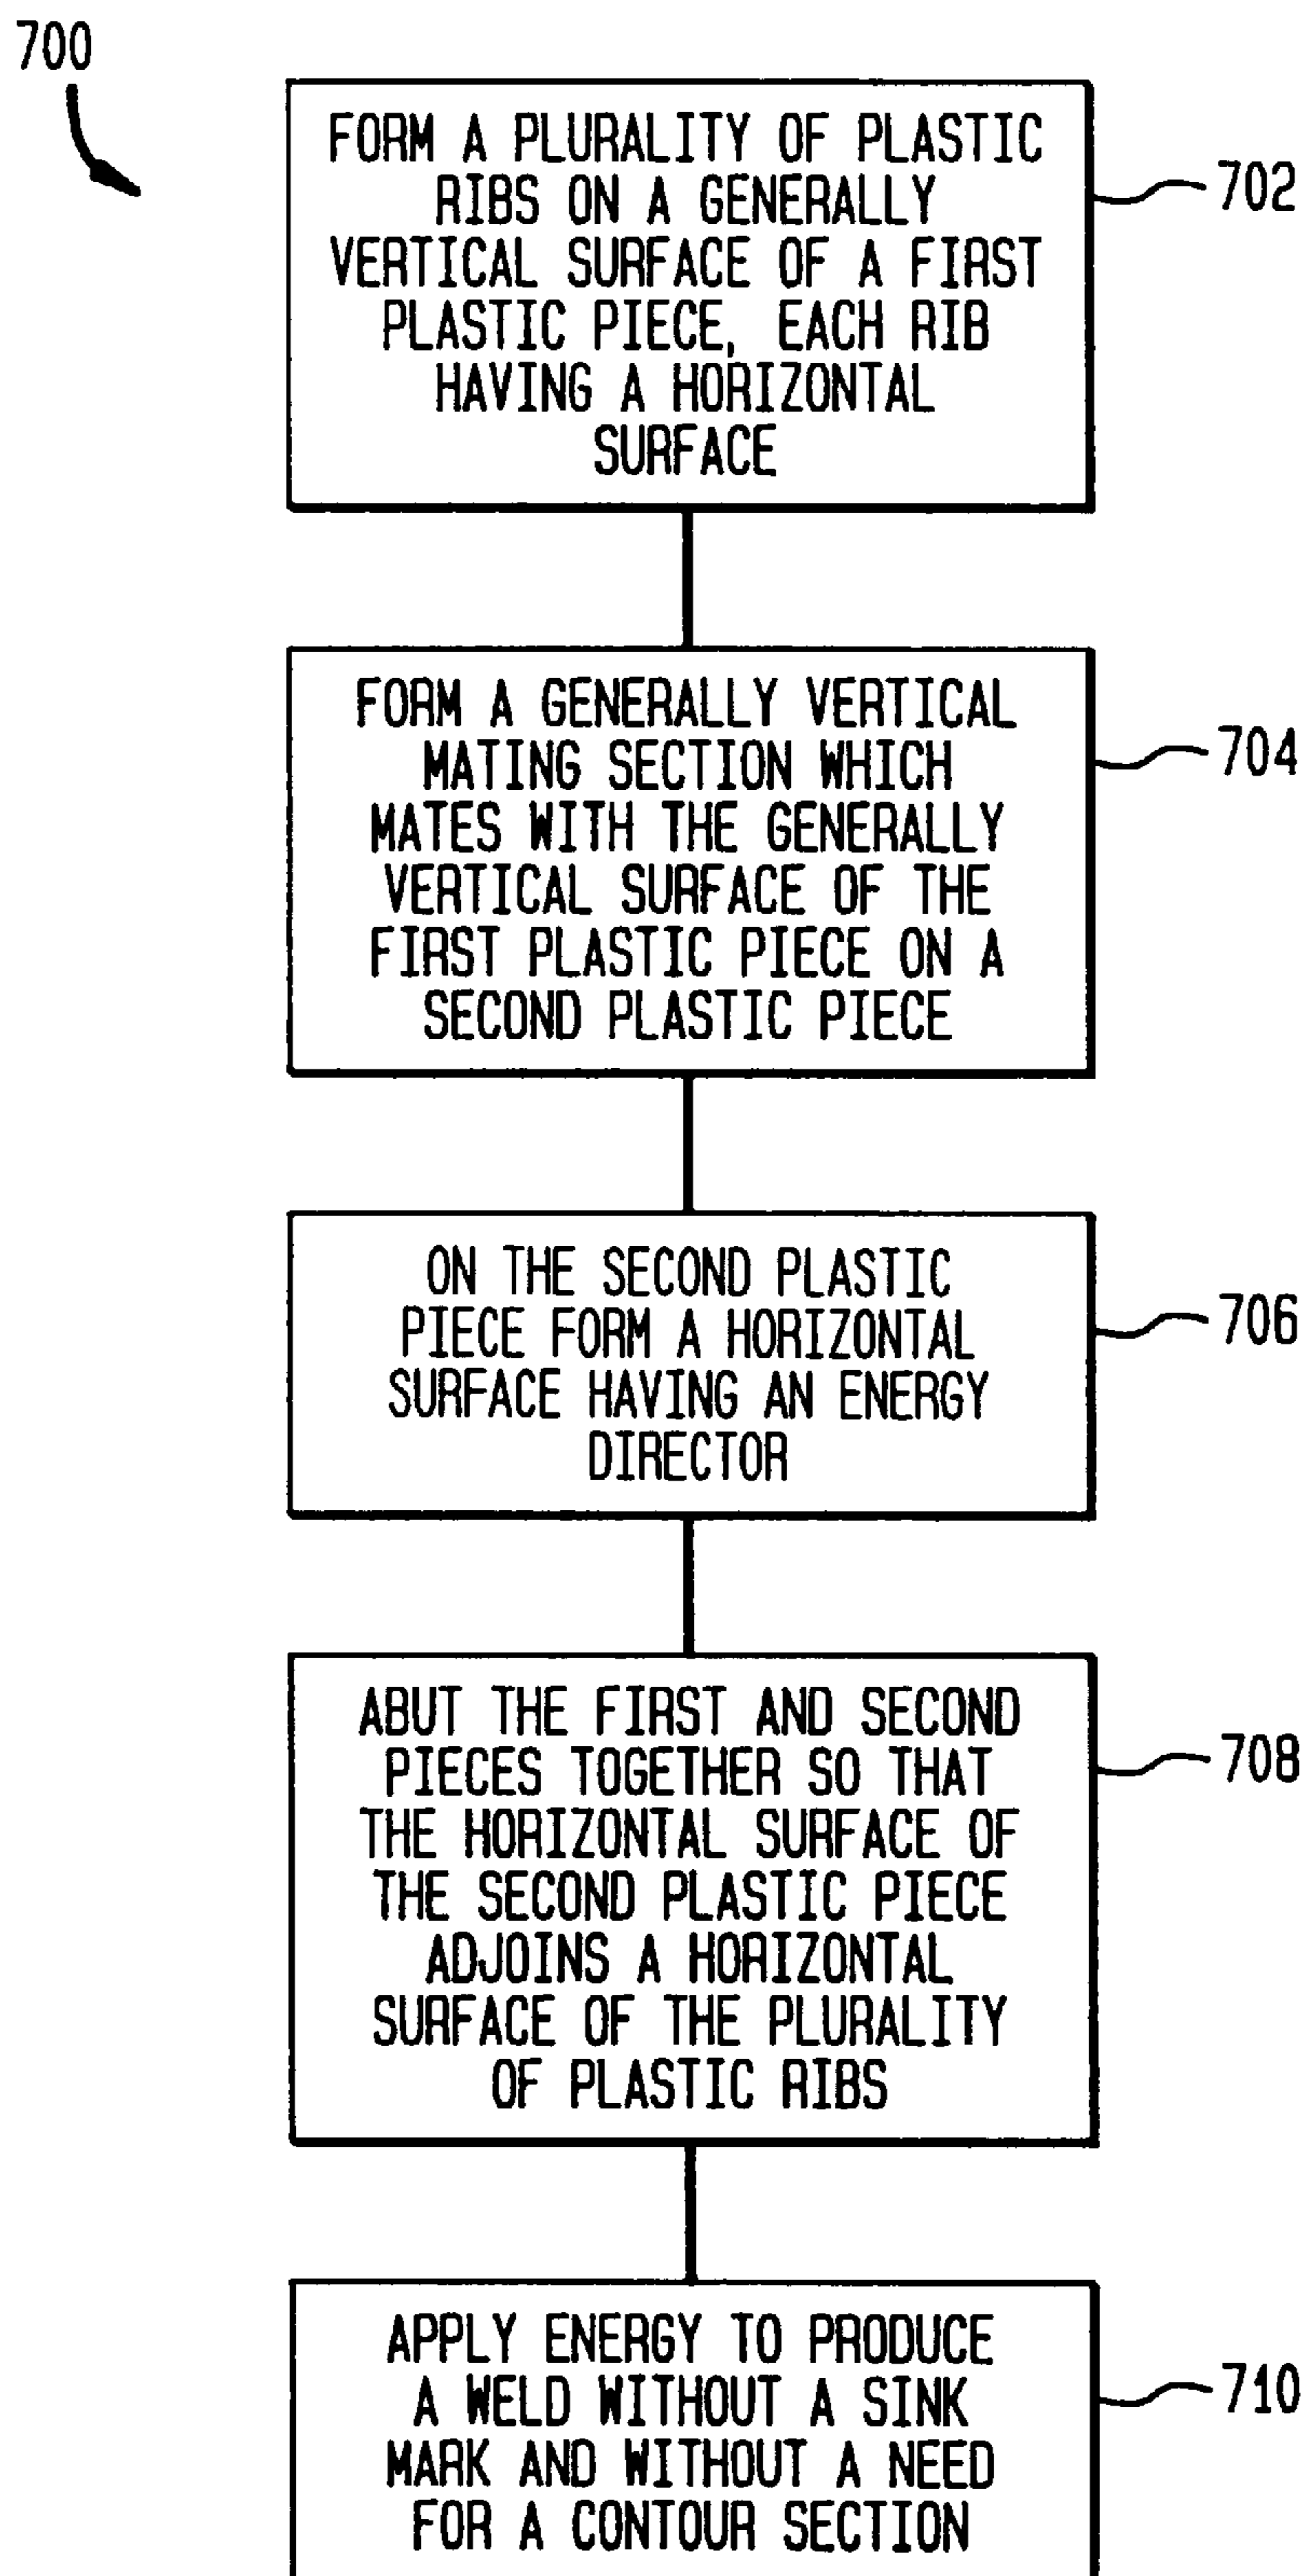 700
FORM A PLURALITY OF PLASTIC
RIBS ON A GENERALLY
VERTICAL SURFACE OF A FIRST
PLASTIC PIECE, EACH RIB
HAVING A HORIZONTAL
SURFACE
702
FORM A GENERALLY VERTICAL
MATING SECTION WHICH
MATES WITH THE GENERALLY
VERTICAL SURFACE OF THE
FIRST PLASTIC PIECE ON A
SECOND PLASTIC PIECE
704
ON THE SECOND PLASTIC
PIECE FORM A HORIZONTAL
SURFACE HAVING AN ENERGY
DIRECTOR
706
ABUT THE FIRST AND SECOND
PIECES TOGETHER SO THAT
THE HORIZONTAL SURFACE OF
THE SECOND PLASTIC PIECE
ADJOINS A HORIZONTAL
SURFACE OF THE PLURALITY
OF PLASTIC RIBS
708
APPLY ENERGY TO PRODUCE
A WELD WITHOUT A SINK
MARK AND WITHOUT A NEED
FOR A CONTOUR SECTION
710